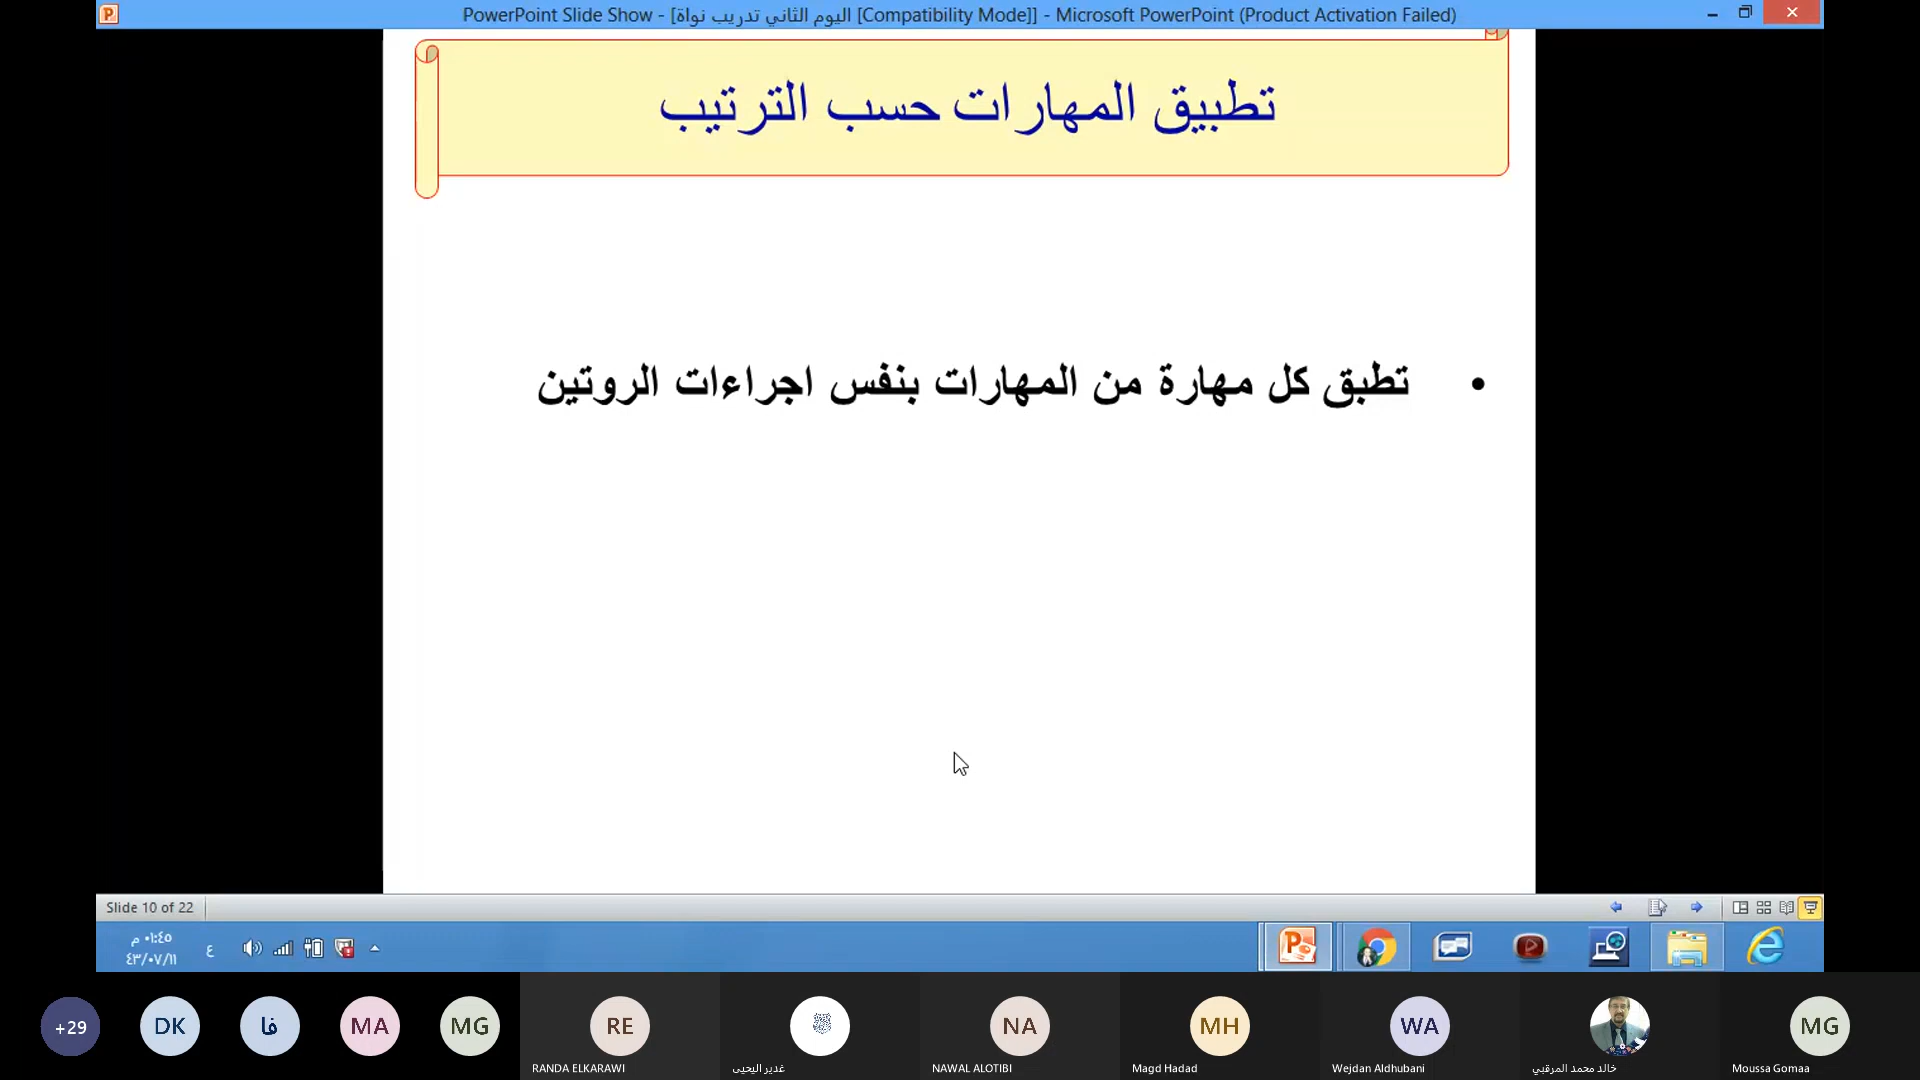 PowerPoint Slide Show - [اليوم الثاني تدريب نواة [Compatibility Mode]] - Microsoft PowerPoint (Product Activation Failed)
تطبيق المهارات حسب الترتيب
• تطبق كل مهارة من المهارات بنفس اجراءات الروتين
Slide 10 of 22
٠١:٤٥ م
ع
٤٣/٠٧/١١
+29
DK
فا
MA
MG
RE
NA
MH
WA
MG
RANDA ELKARAWI
غدير اليحيى
NAWAL ALOTIBI
Magd Hadad
Wejdan Aldhubani
خالد محمد المرقبي
Moussa Gomaa